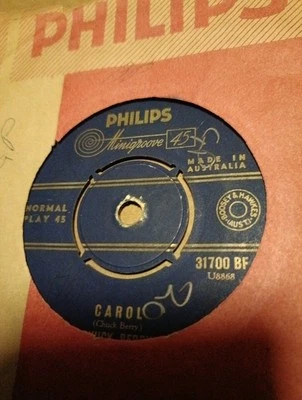 PHILIPS
PHILIPS
Minigroove 45
MADE IN
AUSTRALIA
NORMAL
PLAY 45
BOOSEY & HAWKES
(AUST)
31700 BF
U8868
CAROL
(Chuck Berry)